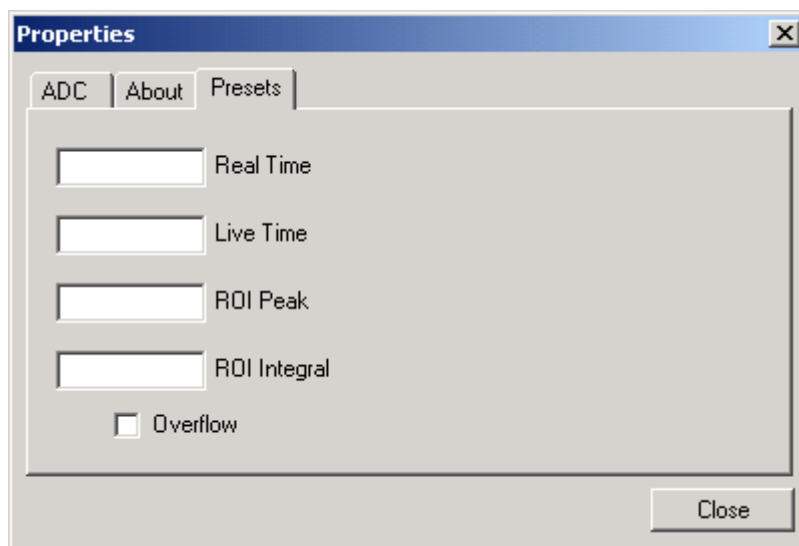 Properties
ADC About Presets
Real Time
Live Time
ROI Peak
ROI Integral
Overflow
Close